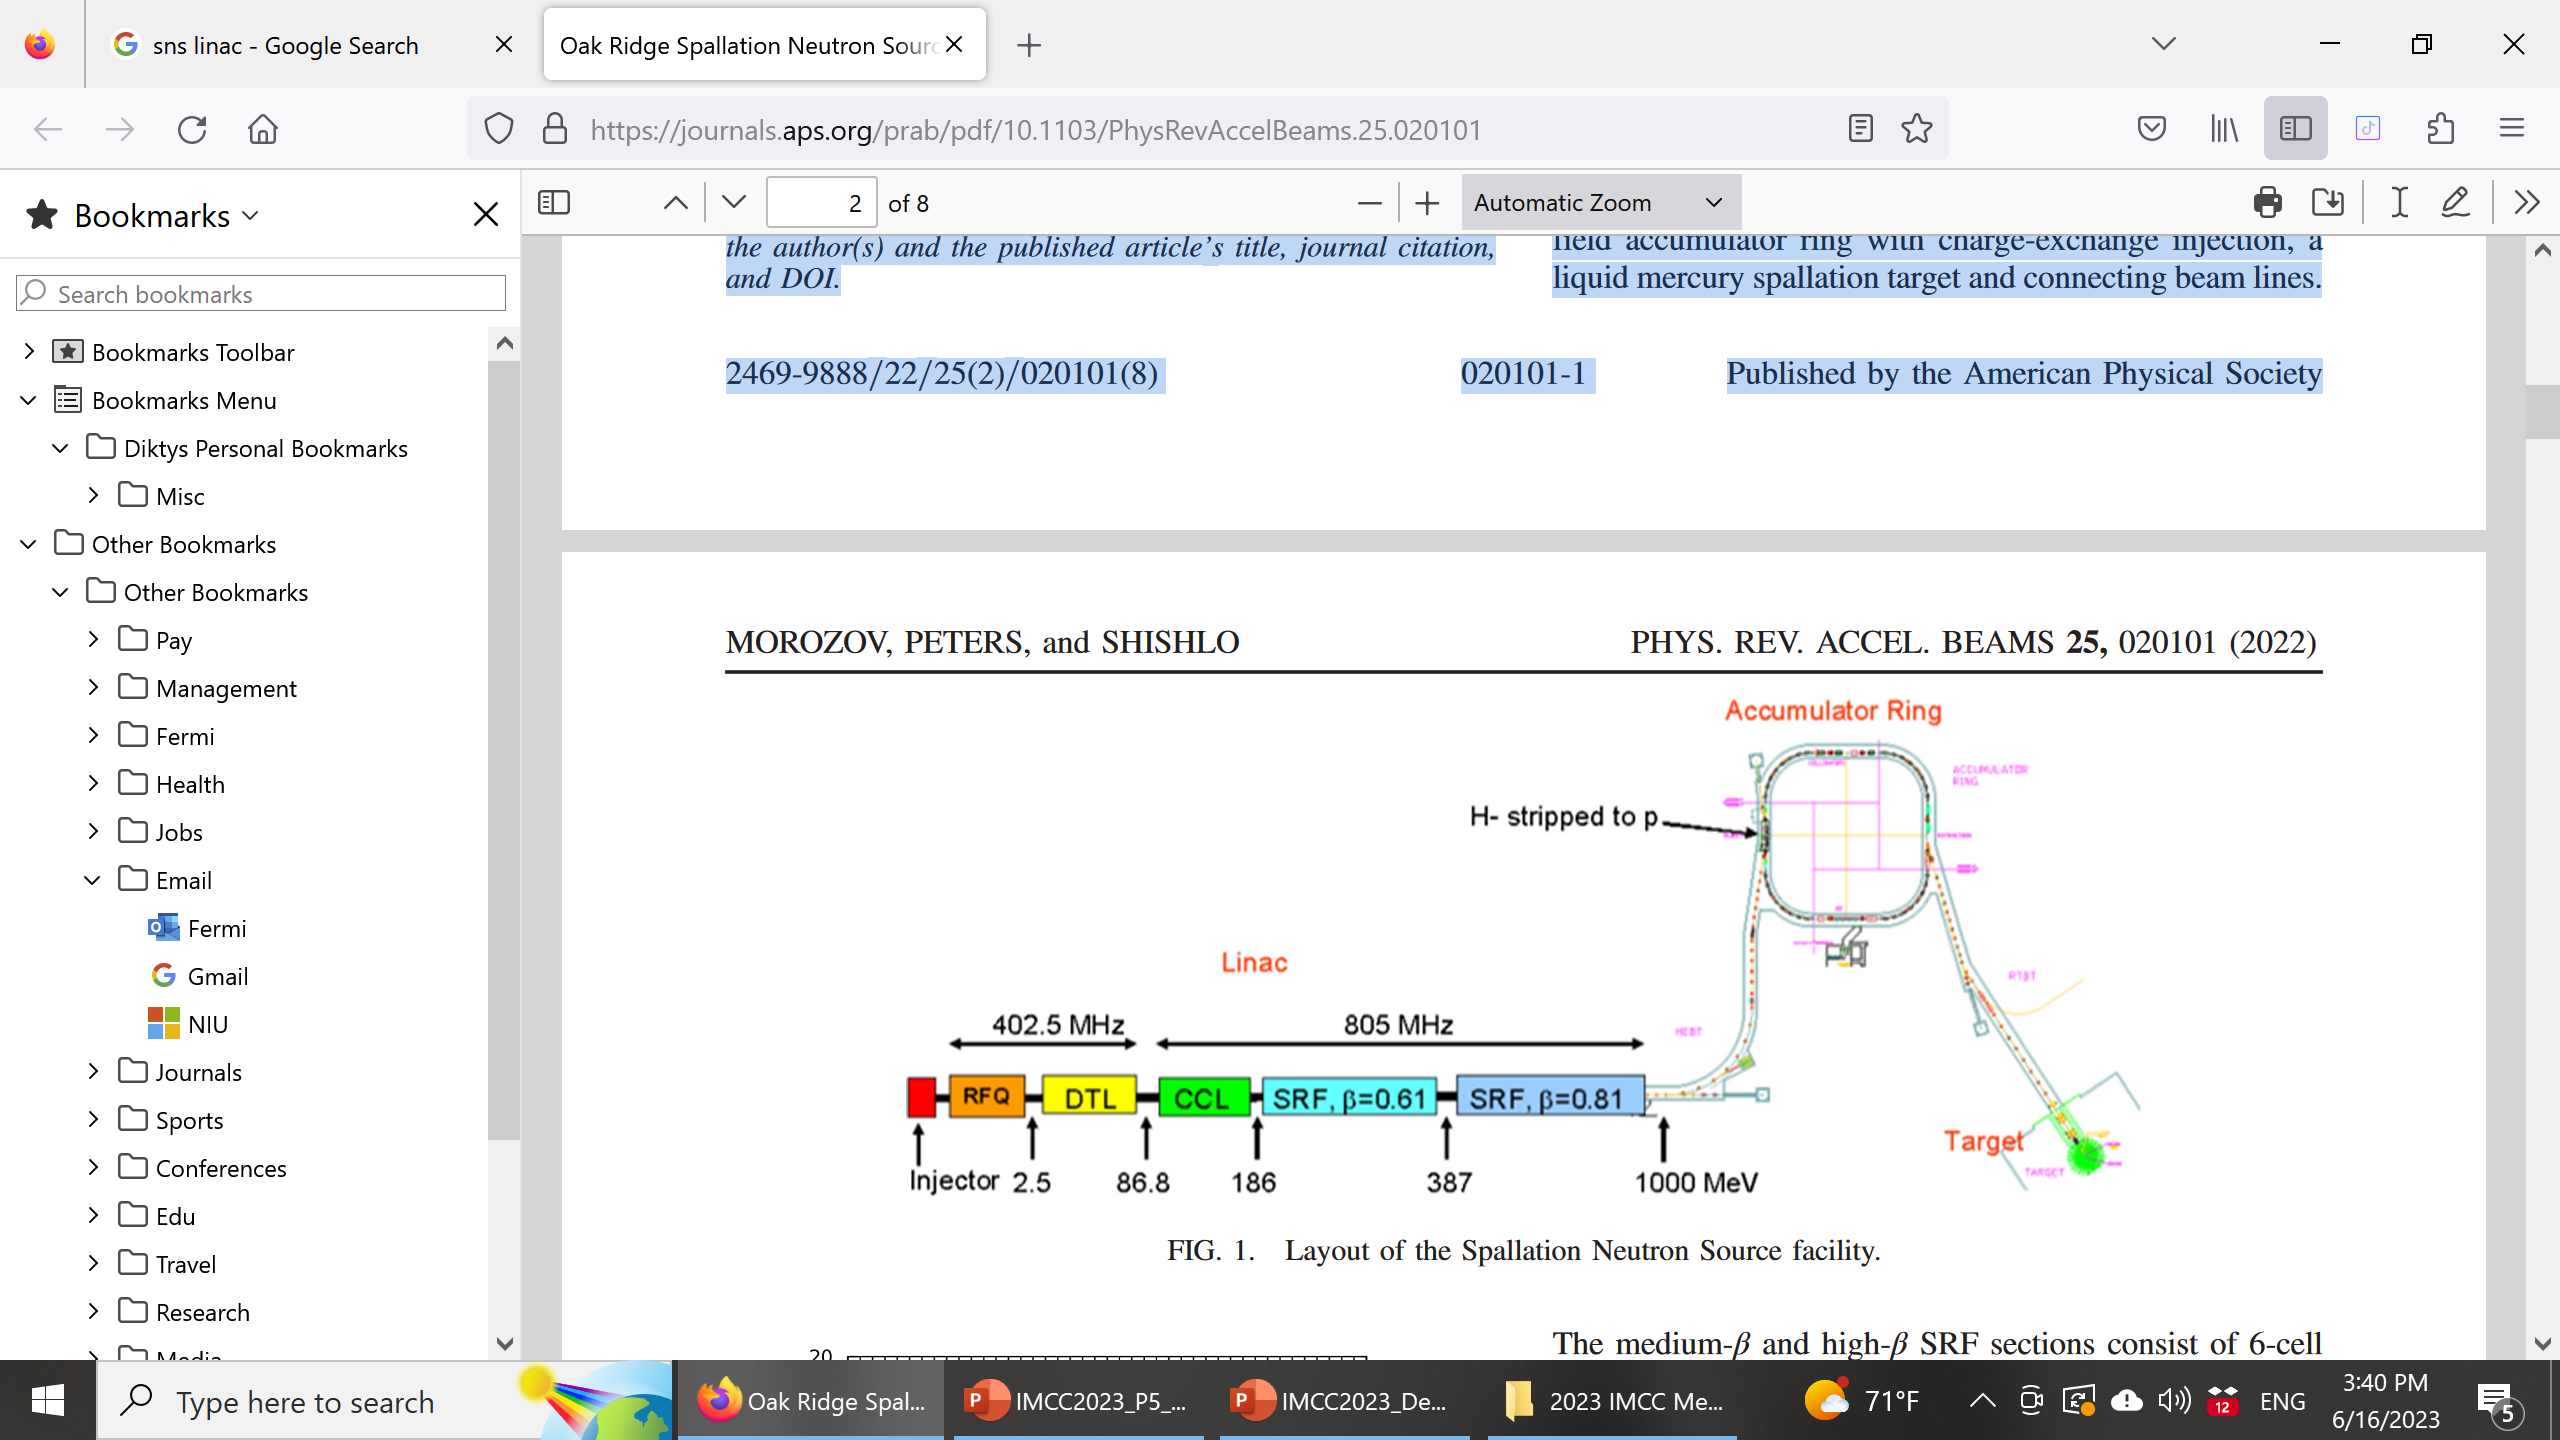 sns linac - Google Search
Oak Ridge Spallation Neutron Sourc
https://journals.aps.org/prab/pdf/10.1103/PhysRevAccelBeams.25.020101
Bookmarks
2 of 8
Automatic Zoom
Search bookmarks
Bookmarks Toolbar
Bookmarks Menu
Diktys Personal Bookmarks
Misc
Other Bookmarks
Other Bookmarks
Pay
Management
Fermi
Health
Jobs
Email
Fermi
Gmail
NIU
Journals
Sports
Conferences
Edu
Travel
Research
Media
the author(s) and the published article's title, journal citation,
and DOI.
field accumulator ring with charge-exchange injection, a
liquid mercury spallation target and connecting beam lines.
2469-9888/22/25(2)/020101(8)
020101-1
Published by the American Physical Society
MOROZOV, PETERS, and SHISHLO
PHYS. REV. ACCEL. BEAMS 25, 020101 (2022)
Accumulator Ring
ACCUMULATOR
RING
H- stripped to p
Linac
RTBT
402.5 MHz
805 MHz
HEBT
RFQ DTL CCL SRF, β=0.61 SRF, β=0.81
Target
TARGET
Injector 2.5 86.8 186 387 1000 MeV
FIG. 1. Layout of the Spallation Neutron Source facility.
The medium-β and high-β SRF sections consist of 6-cell
20
Type here to search
Oak Ridge Spal...
IMCC2023_P5_...
IMCC2023_De...
2023 IMCC Me...
71°F
12
ENG
3:40 PM
6/16/2023
5